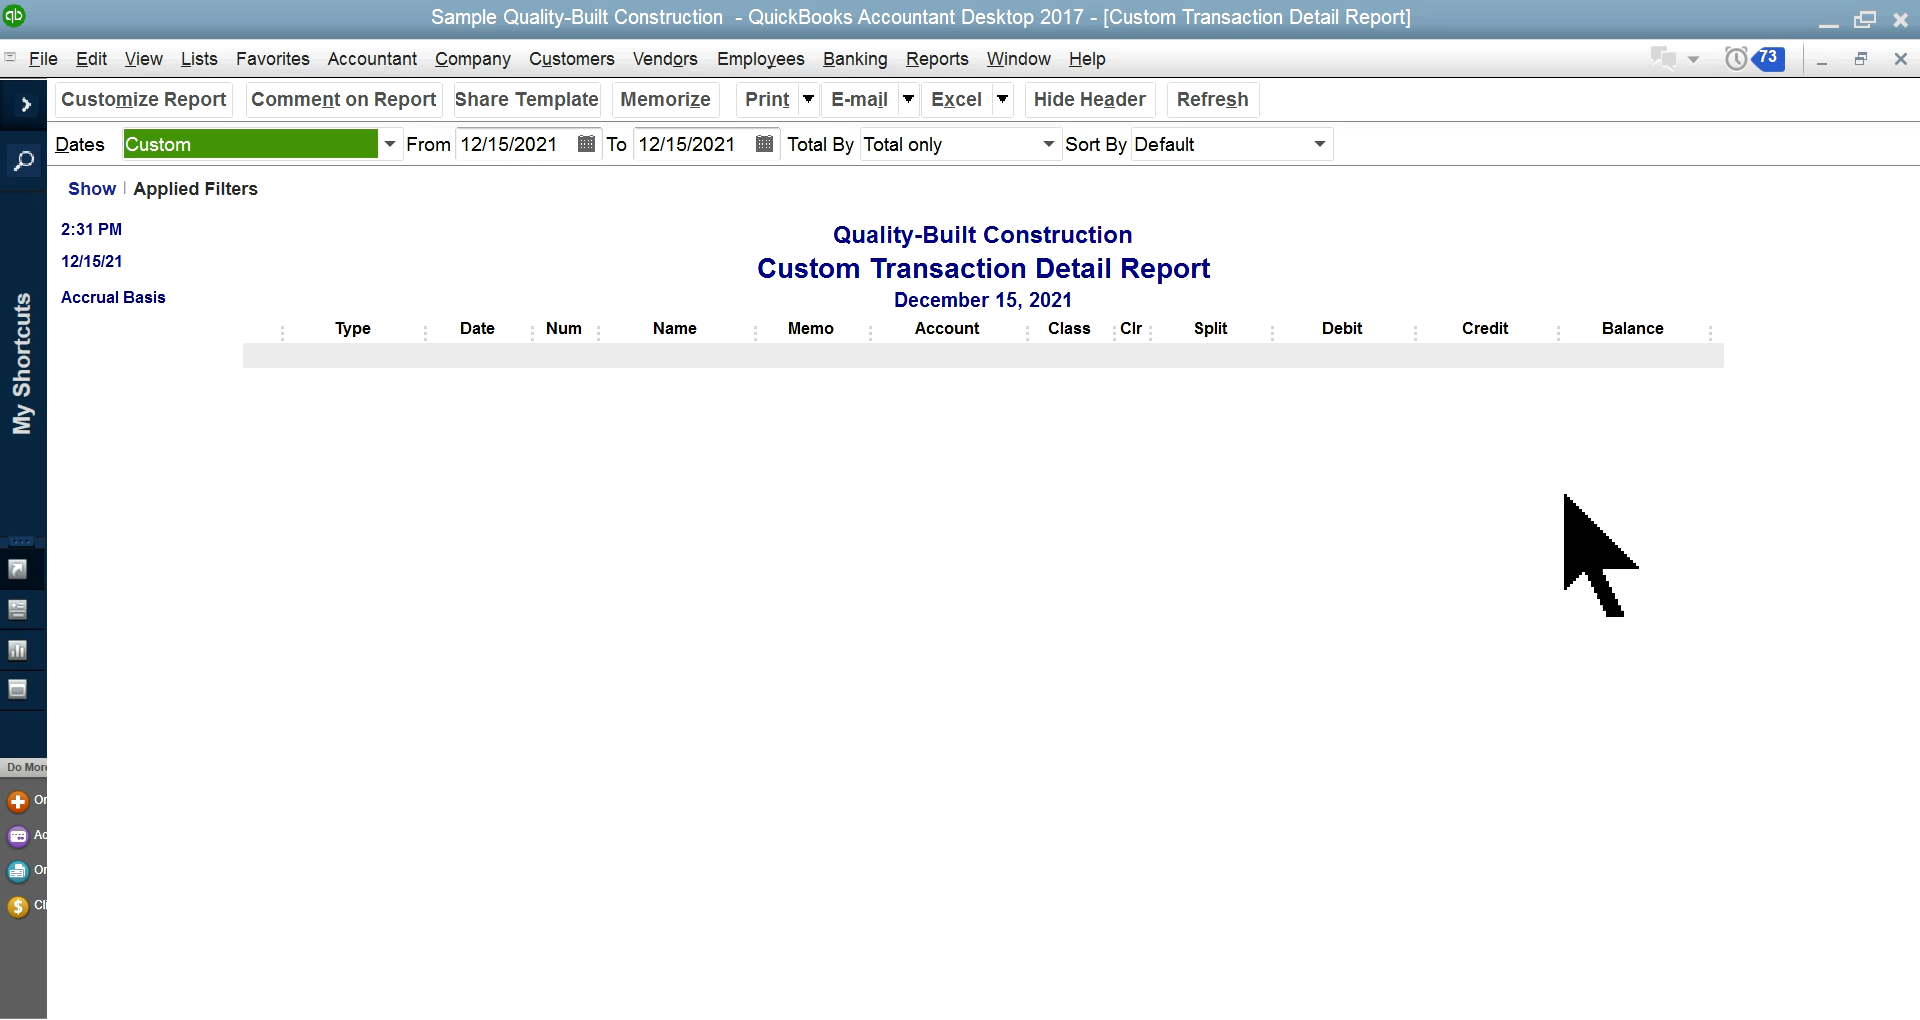 qb
Sample Quality-Built Construction - QuickBooks Accountant Desktop 2017 - [Custom Transaction Detail Report]
File Edit View Lists Favorites Accountant Company Customers Vendors Employees Banking Reports Window Help
73
Customize Report Comment on Report Share Template Memorize Print E-mail Excel Hide Header Refresh
Dates Custom From 12/15/2021 To 12/15/2021 Total By Total only Sort By Default
Show | Applied Filters
2:31 PM
12/15/21
Accrual Basis
Quality-Built Construction
Custom Transaction Detail Report
December 15, 2021
Type Date Num Name Memo Account Class Clr Split Debit Credit Balance
My Shortcuts
Do More
Or
Ac
Or
Cli